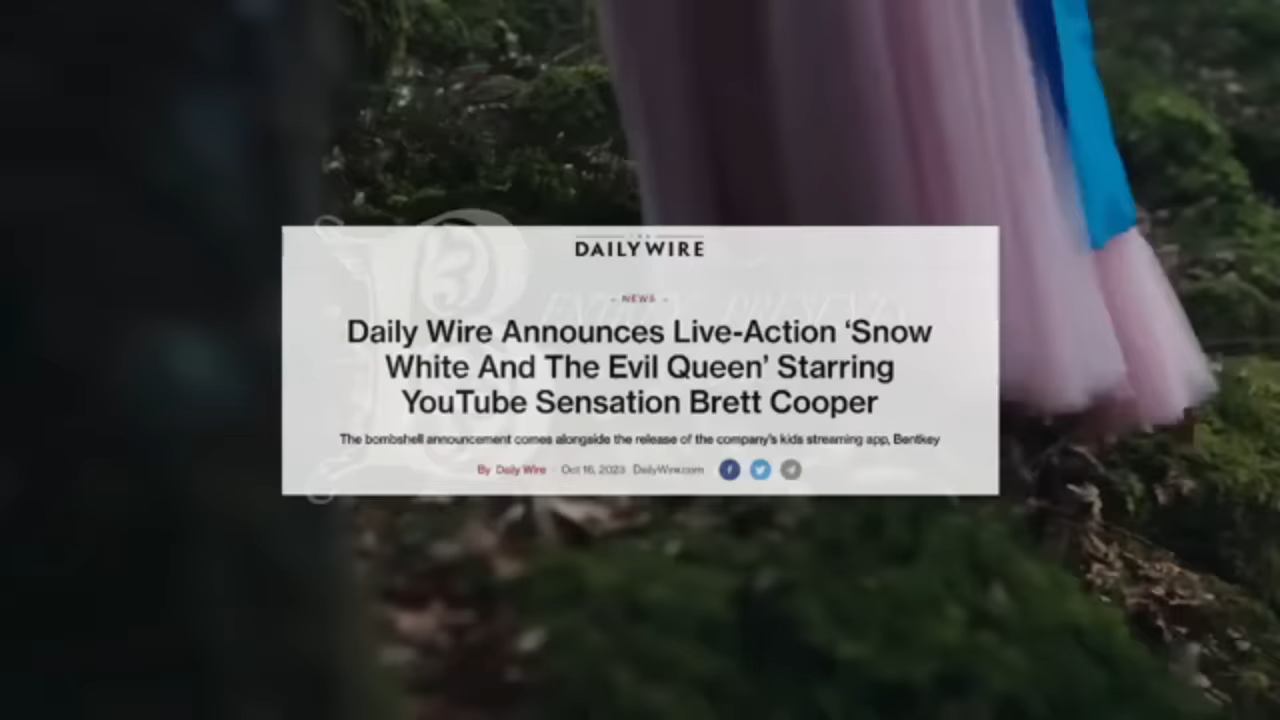 DAILY WIRE
- NEWS -
Daily Wire Announces Live-Action ‘Snow
White And The Evil Queen’ Starring
YouTube Sensation Brett Cooper
The bombshell announcement comes alongside the release of the company's kids streaming app, Bentkey
By Daily Wire · Oct 16, 2023 DailyWire.com